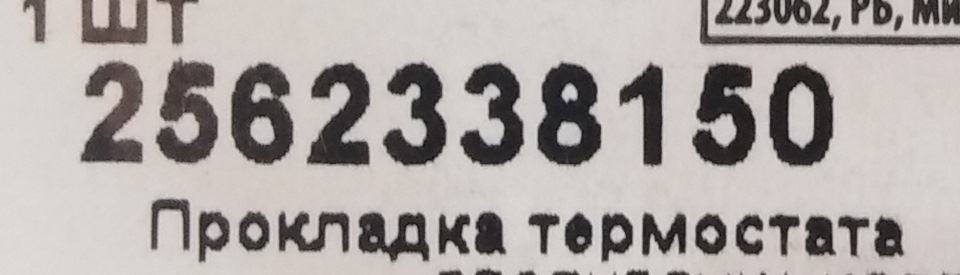 1 шт
223062, РБ, Ми
2562338150
Прокладка термостата